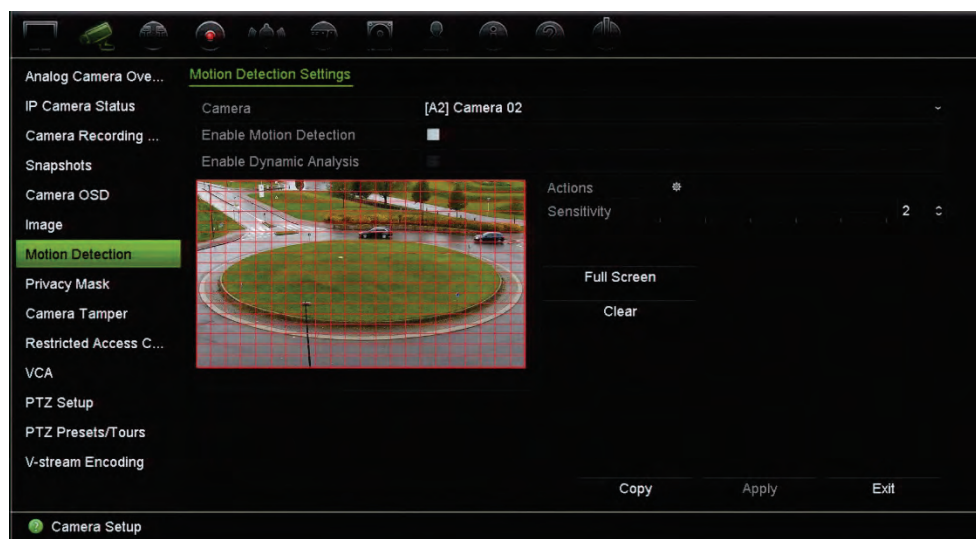 Analog Camera Ove...
IP Camera Status
Camera Recording ...
Snapshots
Camera OSD
Image
Motion Detection
Privacy Mask
Camera Tamper
Restricted Access C...
VCA
PTZ Setup
PTZ Presets/Tours
V-stream Encoding
Motion Detection Settings
Camera [A2] Camera 02
Enable Motion Detection
Enable Dynamic Analysis
Actions
Sensitivity 2
Full Screen
Clear
Copy Apply Exit
Camera Setup